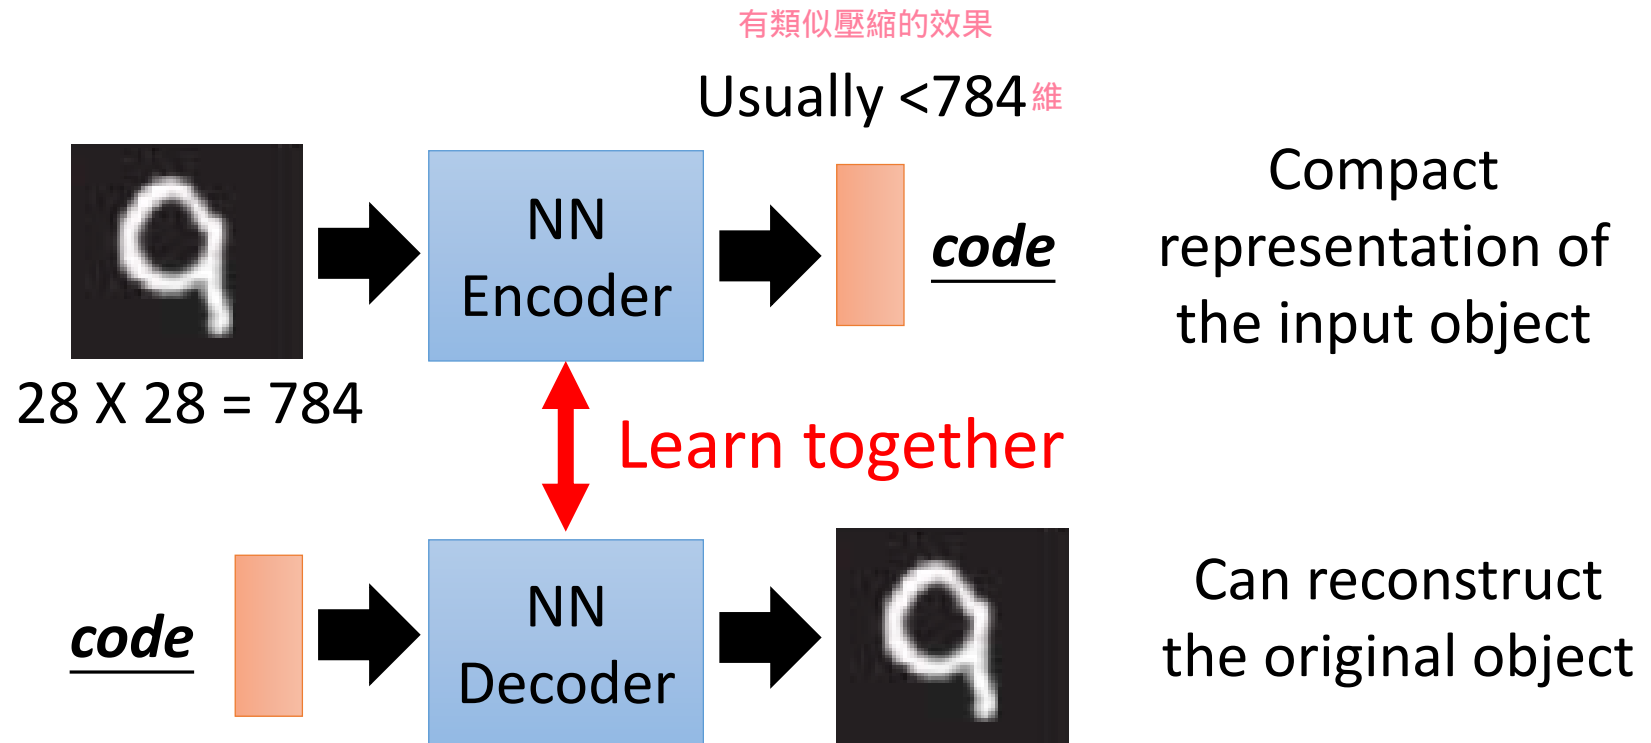 有類似壓縮的效果
Usually <784維
NN
Encoder
code
Compact
representation of
the input object
28 X 28 = 784
Learn together
code
NN
Decoder
Can reconstruct
the original object